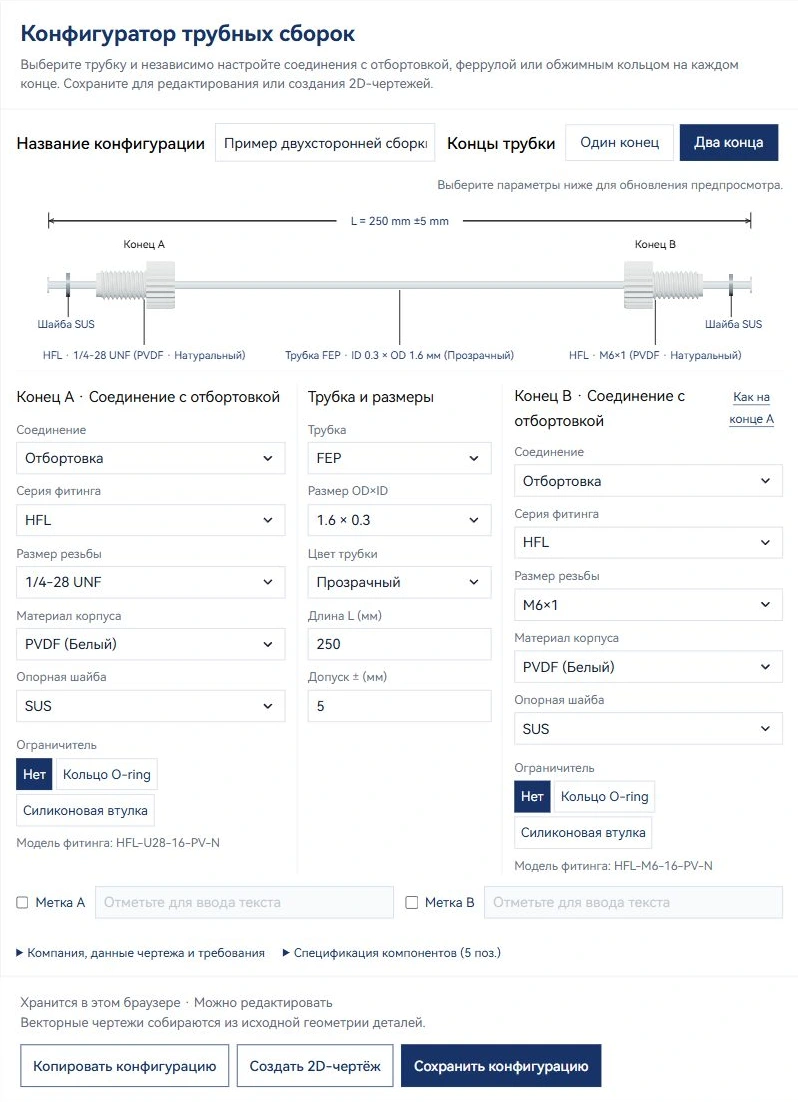 Конфигуратор трубных сборок
Выберите трубку и независимо настройте соединения с отбортовкой, феррулой или обжимным кольцом на каждом
конце. Сохраните для редактирования или создания 2D-чертежей.
Название конфигурации
Пример двухсторонней сборки
Концы трубки
Один конец
Два конца
Выберите параметры ниже для обновления предпросмотра.
L = 250 mm ±5 mm
Конец A
Конец B
Шайба SUS
Шайба SUS
HFL · 1/4-28 UNF (PVDF · Натуральный)
Трубка FEP · ID 0.3 × OD 1.6 мм (Прозрачный)
HFL · M6×1 (PVDF · Натуральный)
Конец A · Соединение с отбортовкой
Соединение
Отбортовка
Серия фитинга
HFL
Размер резьбы
1/4-28 UNF
Материал корпуса
PVDF (Белый)
Опорная шайба
SUS
Ограничитель
Нет
Кольцо O-ring
Силиконовая втулка
Модель фитинга: HFL-U28-16-PV-N
Трубка и размеры
Трубка
FEP
Размер OD×ID
1.6 × 0.3
Цвет трубки
Прозрачный
Длина L (мм)
250
Допуск ± (мм)
5
Конец B · Соединение с
отбортовкой
Как на
конце A
Соединение
Отбортовка
Серия фитинга
HFL
Размер резьбы
M6×1
Материал корпуса
PVDF (Белый)
Опорная шайба
SUS
Ограничитель
Нет
Кольцо O-ring
Силиконовая втулка
Модель фитинга: HFL-M6-16-PV-N
Метка A
Отметьте для ввода текста
Метка B
Отметьте для ввода текста
Компания, данные чертежа и требования
Спецификация компонентов (5 поз.)
Хранится в этом браузере · Можно редактировать
Векторные чертежи собираются из исходной геометрии деталей.
Копировать конфигурацию
Создать 2D-чертёж
Сохранить конфигурацию